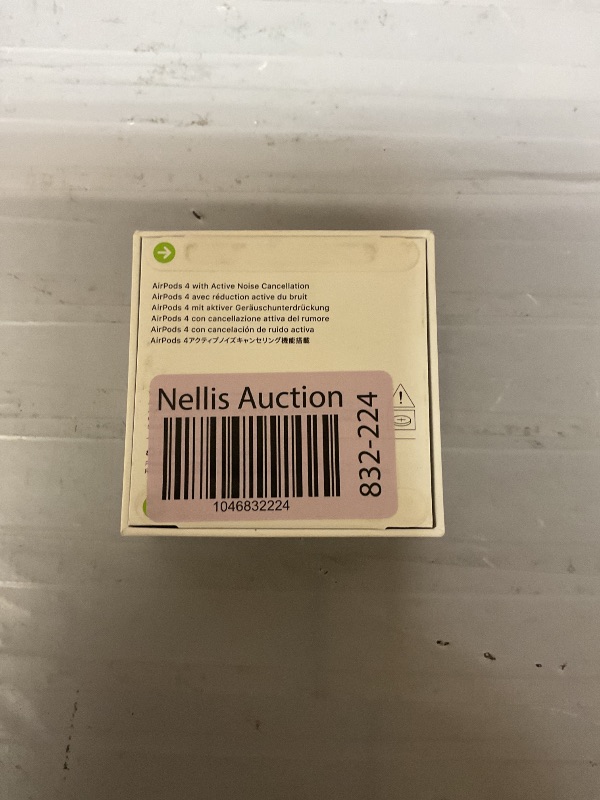 AirPods 4 with Active Noise Cancellation
AirPods 4 avec réduction active du bruit
AirPods 4 mit aktiver Geräuschunterdrückung
AirPods 4 con cancellazione attiva del rumore
AirPods 4 con cancelación de ruido activa
AirPods 4アクティブノイズキャンセリング機能搭載
Nellis Auction
1046832224
832-224